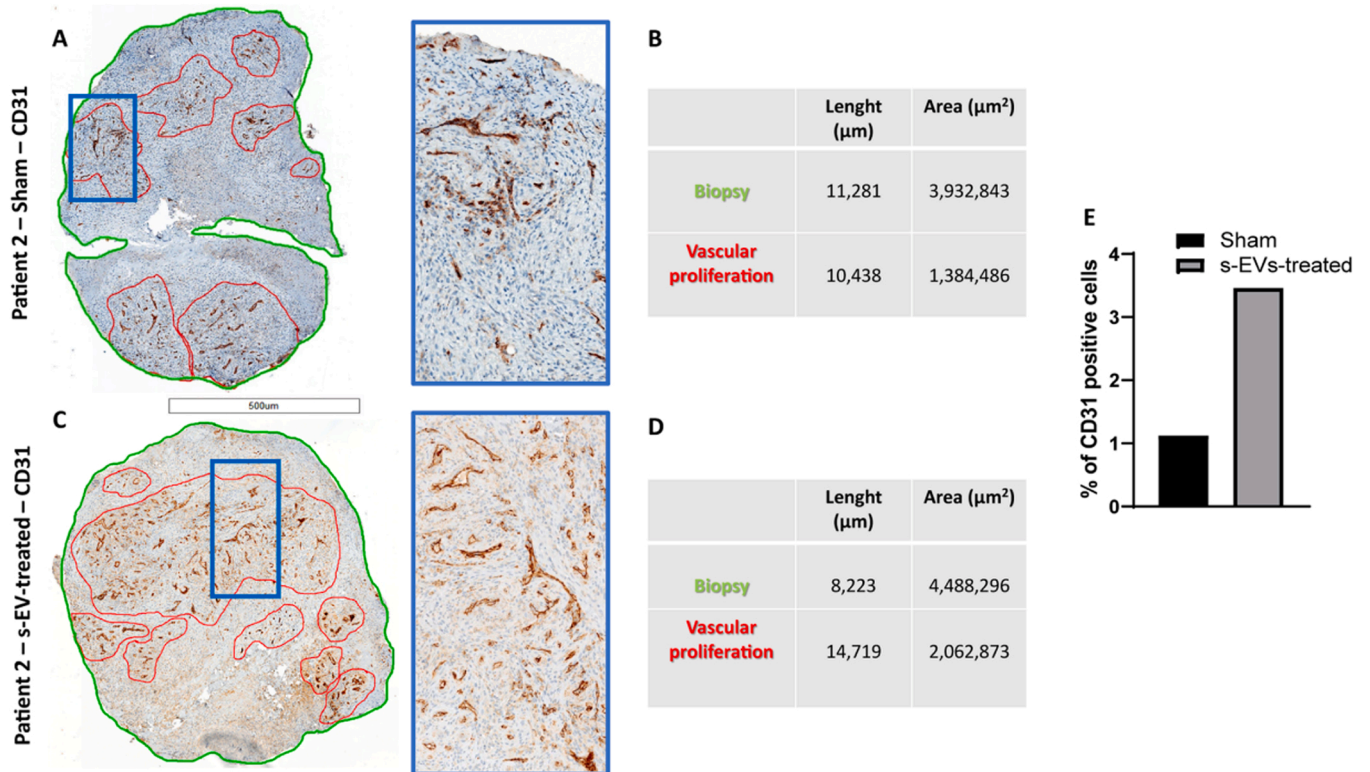 A
B
Patient 2 – Sham – CD31
Lenght
(µm)
Area (µm²)
Biopsy
11,281
3,932,843
Vascular
proliferation
10,438
1,384,486
500um
C
D
Patient 2 – s-EV-treated – CD31
Lenght
(µm)
Area (µm²)
Biopsy
8,223
4,488,296
Vascular
proliferation
14,719
2,062,873
E
Sham
s-EVs-treated
% of CD31 positive cells
4
3
2
1
0